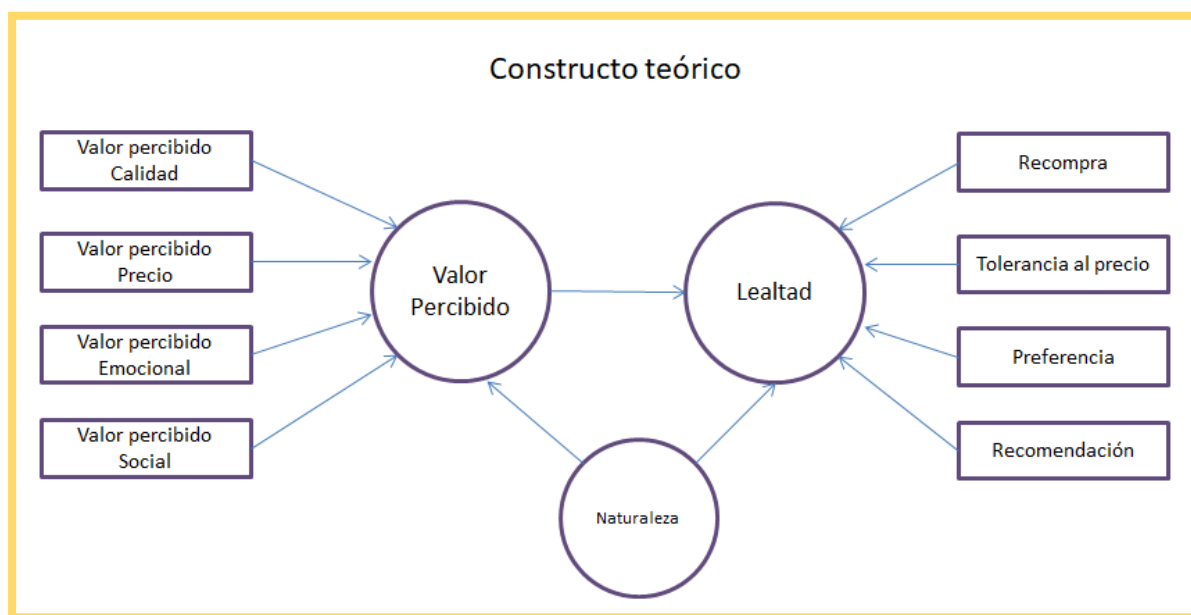 Constructo teórico
Valor percibido
Calidad
Valor percibido
Precio
Valor percibido
Emocional
Valor percibido
Social
Valor
Percibido
Lealtad
Naturaleza
Recompra
Tolerancia al precio
Preferencia
Recomendación